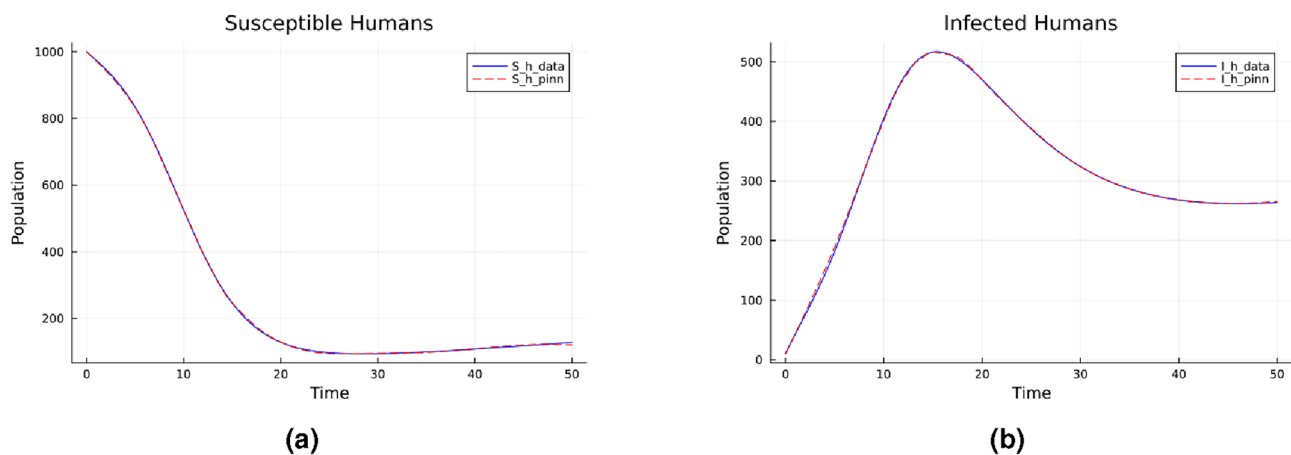 Susceptible Humans
1000
800
600
400
200
0
10
20
30
40
50
Population
Time
S_h_data
S_h_pinn
(a)
Infected Humans
500
400
300
200
100
0
0
10
20
30
40
50
Population
Time
I_h_data
I_h_pinn
(b)